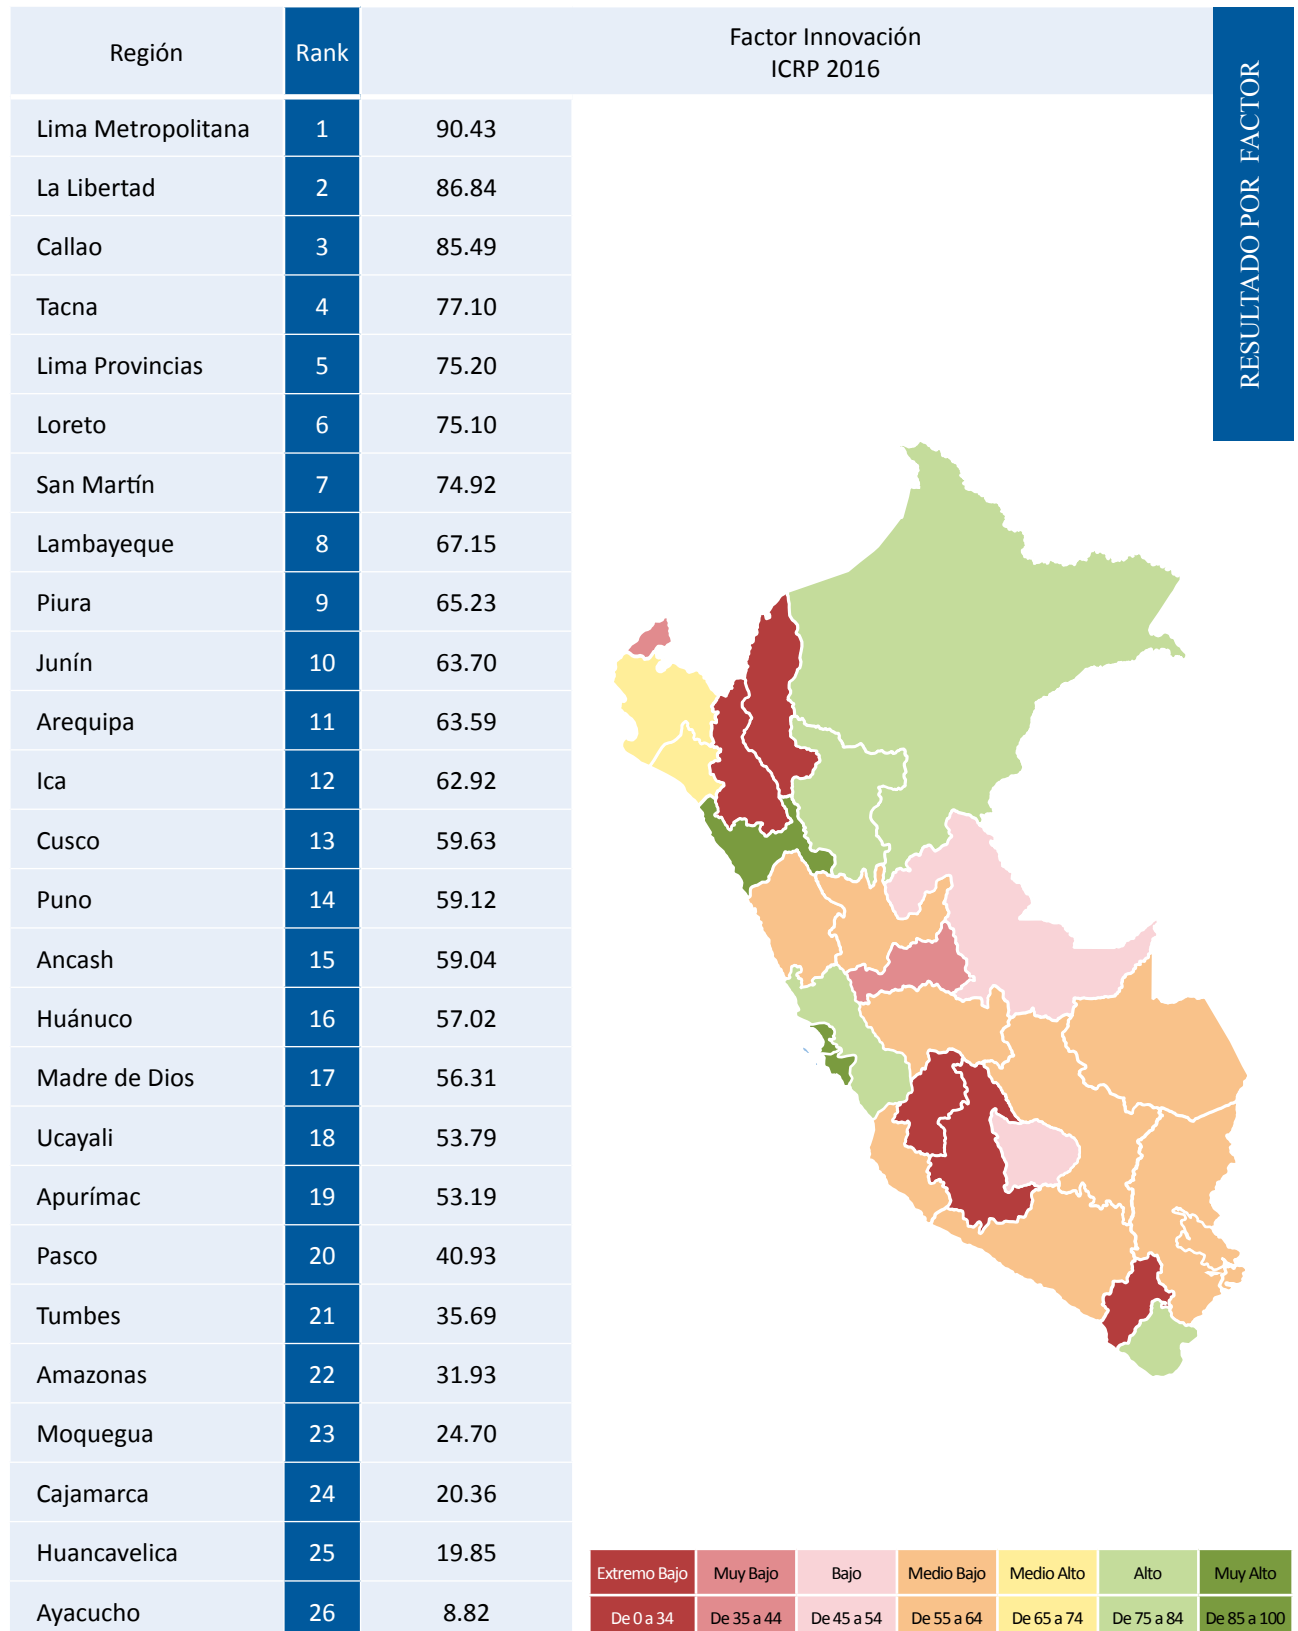 Región Rank Factor Innovación
ICRP 2016
RESULTADO POR FACTOR
Lima Metropolitana 1 90.43
La Libertad 2 86.84
Callao 3 85.49
Tacna 4 77.10
Lima Provincias 5 75.20
Loreto 6 75.10
San Martín 7 74.92
Lambayeque 8 67.15
Piura 9 65.23
Junín 10 63.70
Arequipa 11 63.59
Ica 12 62.92
Cusco 13 59.63
Puno 14 59.12
Ancash 15 59.04
Huánuco 16 57.02
Madre de Dios 17 56.31
Ucayali 18 53.79
Apurímac 19 53.19
Pasco 20 40.93
Tumbes 21 35.69
Amazonas 22 31.93
Moquegua 23 24.70
Cajamarca 24 20.36
Huancavelica 25 19.85
Ayacucho 26 8.82
Extremo Bajo Muy Bajo Bajo Medio Bajo Medio Alto Alto Muy Alto
De 0 a 34 De 35 a 44 De 45 a 54 De 55 a 64 De 65 a 74 De 75 a 84 De 85 a 100